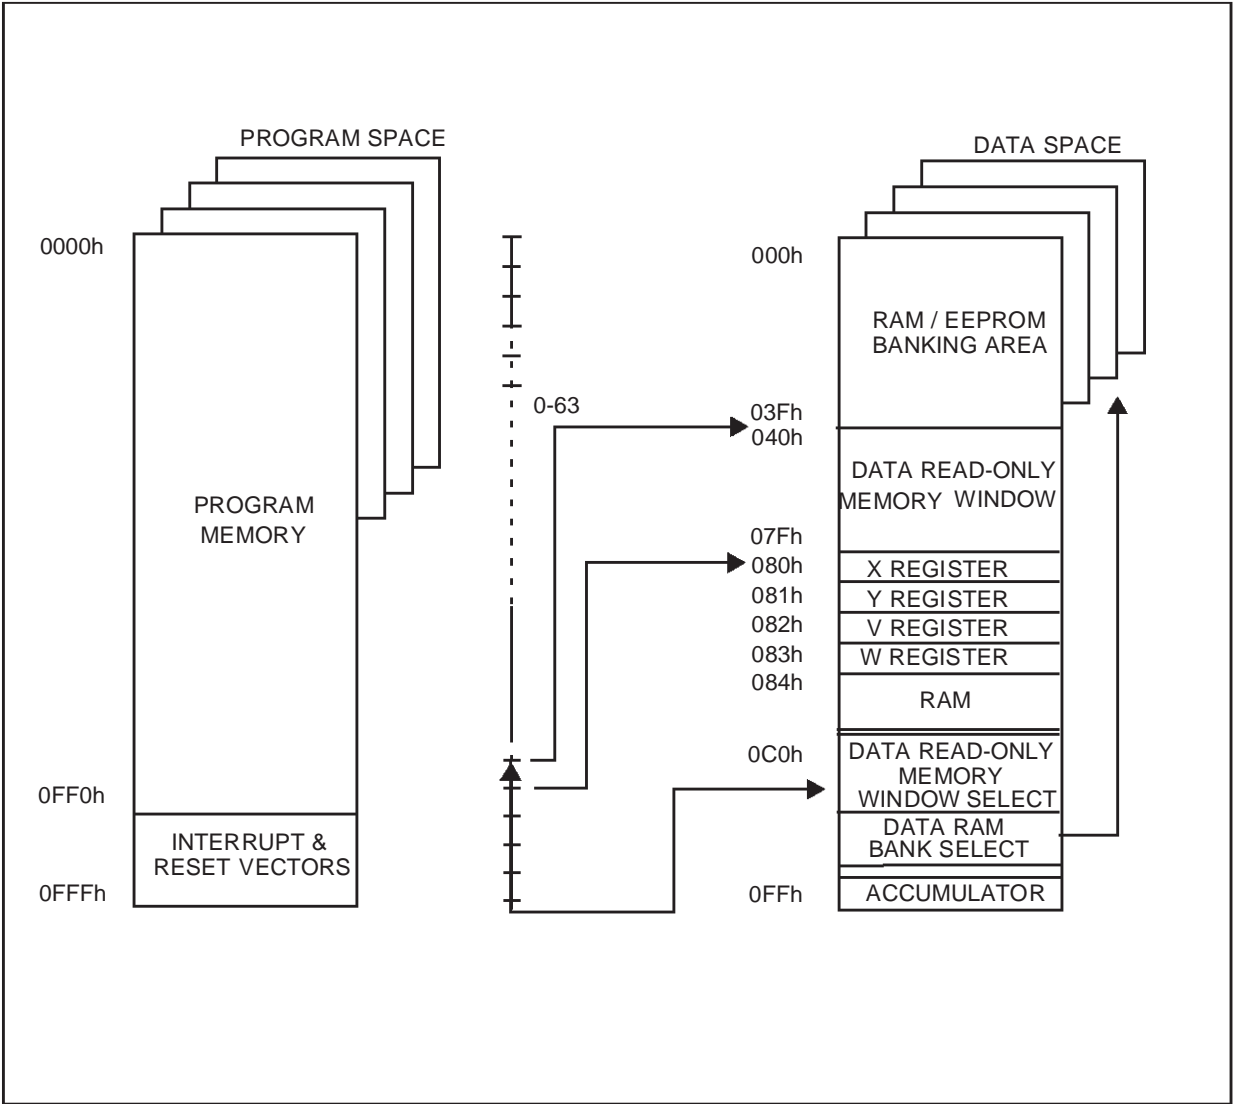 PROGRAM SPACE
0000h
PROGRAM
MEMORY
0FF0h
INTERRUPT &
RESET VECTORS
0FFFh
0-63
DATA SPACE
000h
RAM / EEPROM
BANKING AREA
03Fh
040h
DATA READ-ONLY
MEMORY WINDOW
07Fh
080h
X REGISTER
081h
Y REGISTER
082h
V REGISTER
083h
W REGISTER
084h
RAM
0C0h
DATA READ-ONLY
MEMORY
WINDOW SELECT
DATA RAM
BANK SELECT
0FFh
ACCUMULATOR